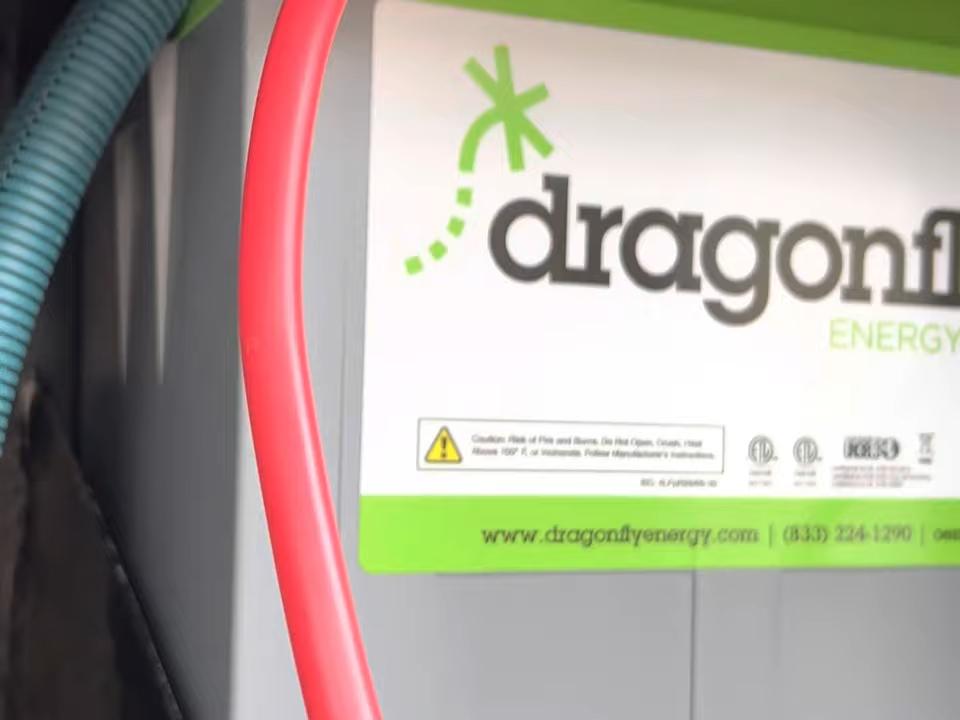 dragonfl
ENERGY
Caution: Risk of Fire and Burns. Do Not Open, Crush, Heat
Above 150° F, or Incinerate. Follow Manufacturer's Instructions.
www.dragonflyenergy.com | (833) 224-1290 |